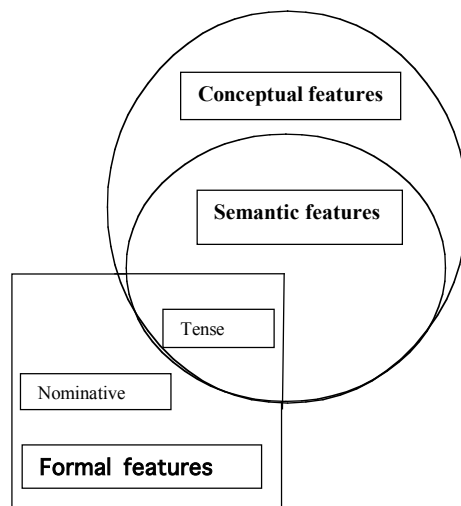 Conceptual features
Semantic features
Tense
Nominative
Formal features